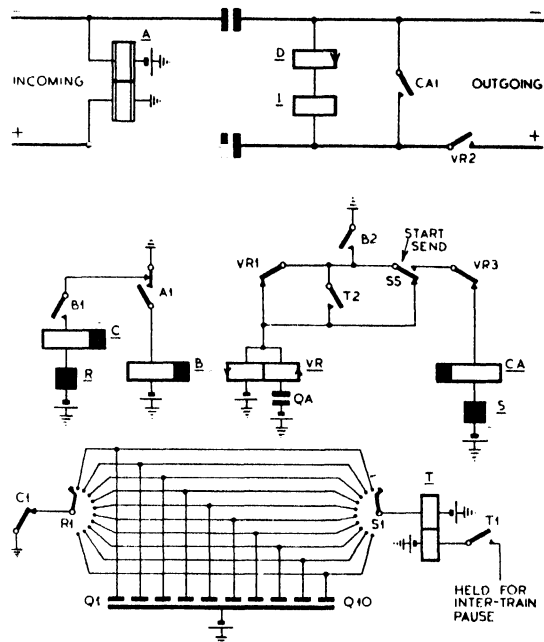 − −
A
D
INCOMING
I
CA1
OUTGOING
+ +
VR2
START
SEND
B2
VR1
SS
VR3
B1
A1
T2
C
R
B
VR
QA
CA
S
C1
R1
S1
T
T1
Q1
Q10
HELD FOR
INTER-TRAIN
PAUSE